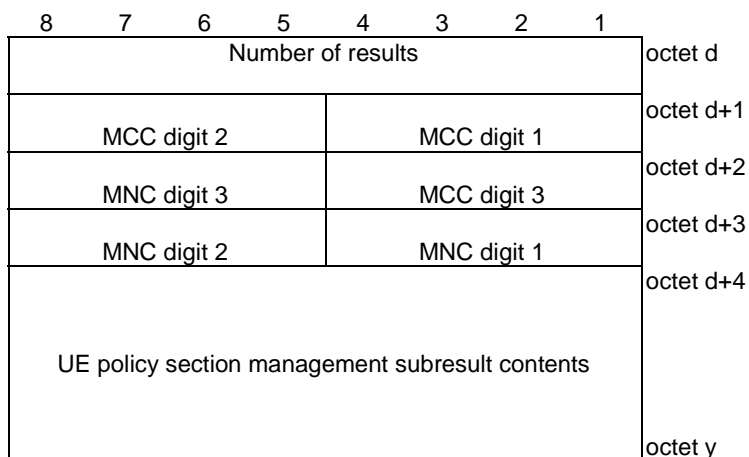 8 7 6 5 4 3 2 1
Number of results octet d
octet d+1
MCC digit 2 MCC digit 1
octet d+2
MNC digit 3 MCC digit 3
octet d+3
MNC digit 2 MNC digit 1
octet d+4
UE policy section management subresult contents
octet y